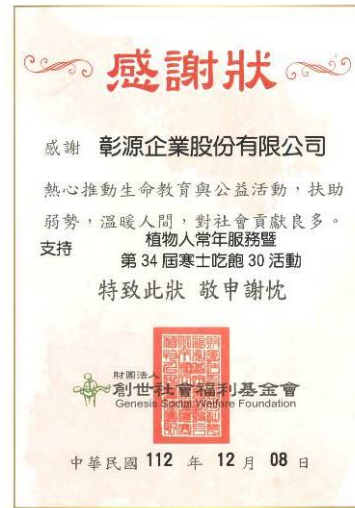 感謝狀
感謝 彰源企業股份有限公司
熱心推動生命教育與公益活動，扶助
弱勢，溫暖人間，對社會貢獻良多。
支持 植物人常年服務暨
第 34 屆寒士吃飽 30 活動
特致此狀 敬申謝忱
財團法人
創世社會福利基金會
Genesis Social Welfare Foundation
中華民國 112 年 12 月 08 日